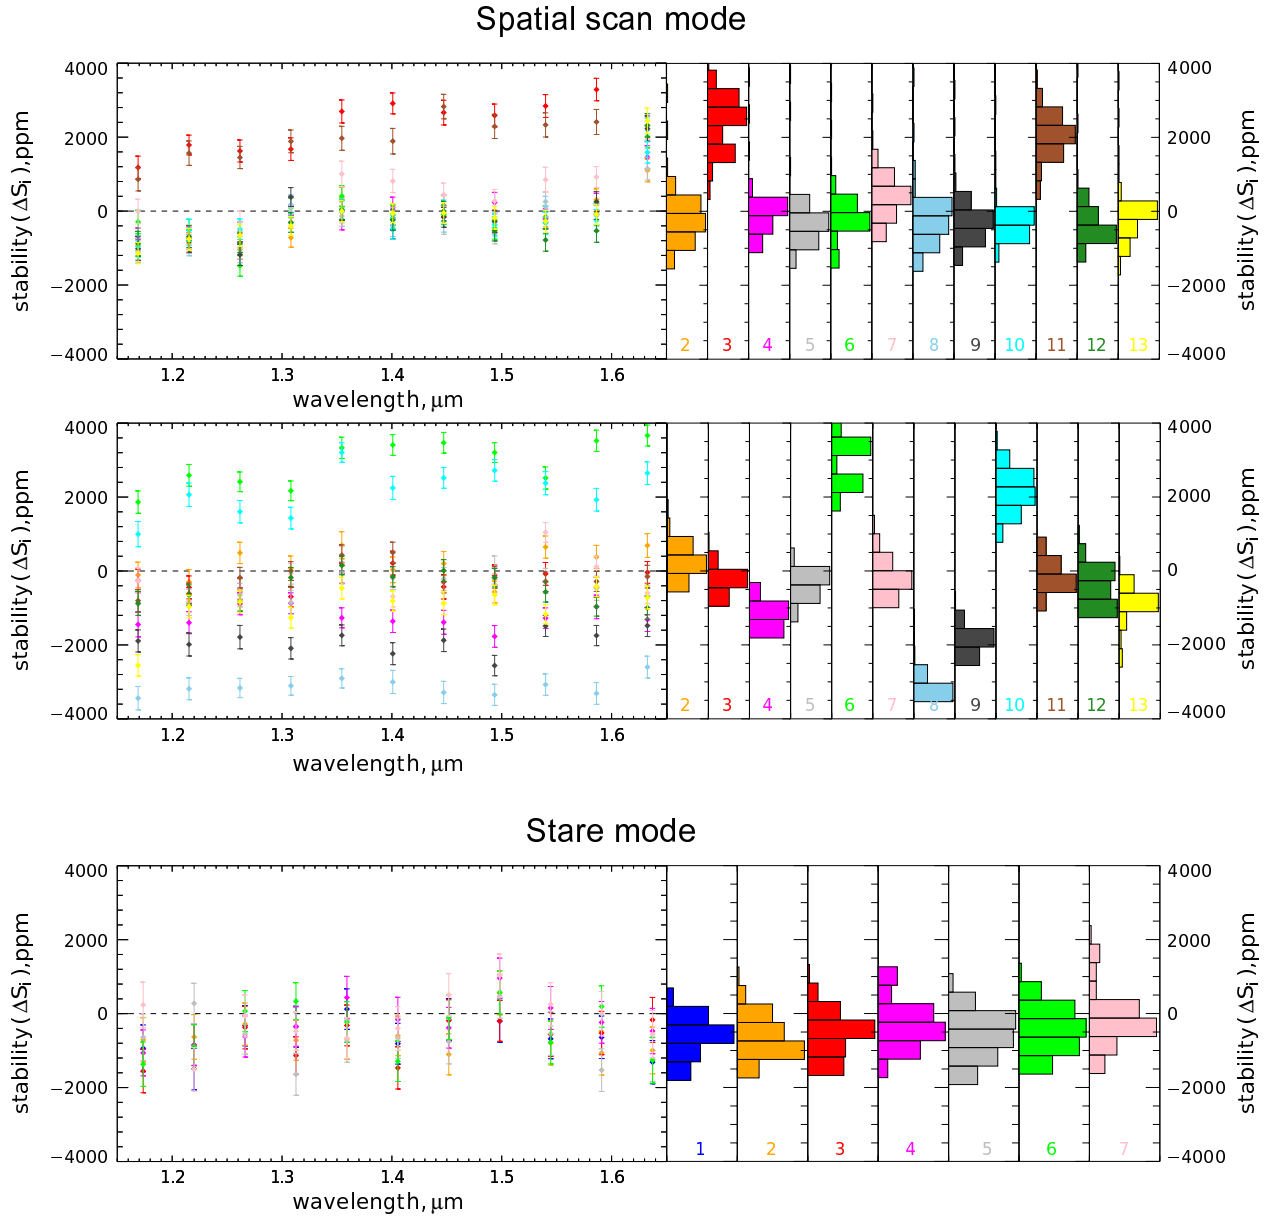 Spatial scan mode
4000
2000
0
−2000
−4000
stability ( ΔSi ),ppm
1.2 1.3 1.4 1.5 1.6
wavelength, μm
2 3 4 5 6 7 8 9 10 11 12 13
4000
2000
0
−2000
−4000
stability ( ΔSi ),ppm
4000
2000
0
−2000
−4000
stability ( ΔSi ),ppm
1.2 1.3 1.4 1.5 1.6
wavelength, μm
2 3 4 5 6 7 8 9 10 11 12 13
4000
2000
0
−2000
−4000
stability ( ΔSi ),ppm
Stare mode
4000
2000
0
−2000
−4000
stability ( ΔSi ),ppm
1.2 1.3 1.4 1.5 1.6
wavelength, μm
1 2 3 4 5 6 7
4000
2000
0
−2000
−4000
stability ( ΔSi ),ppm